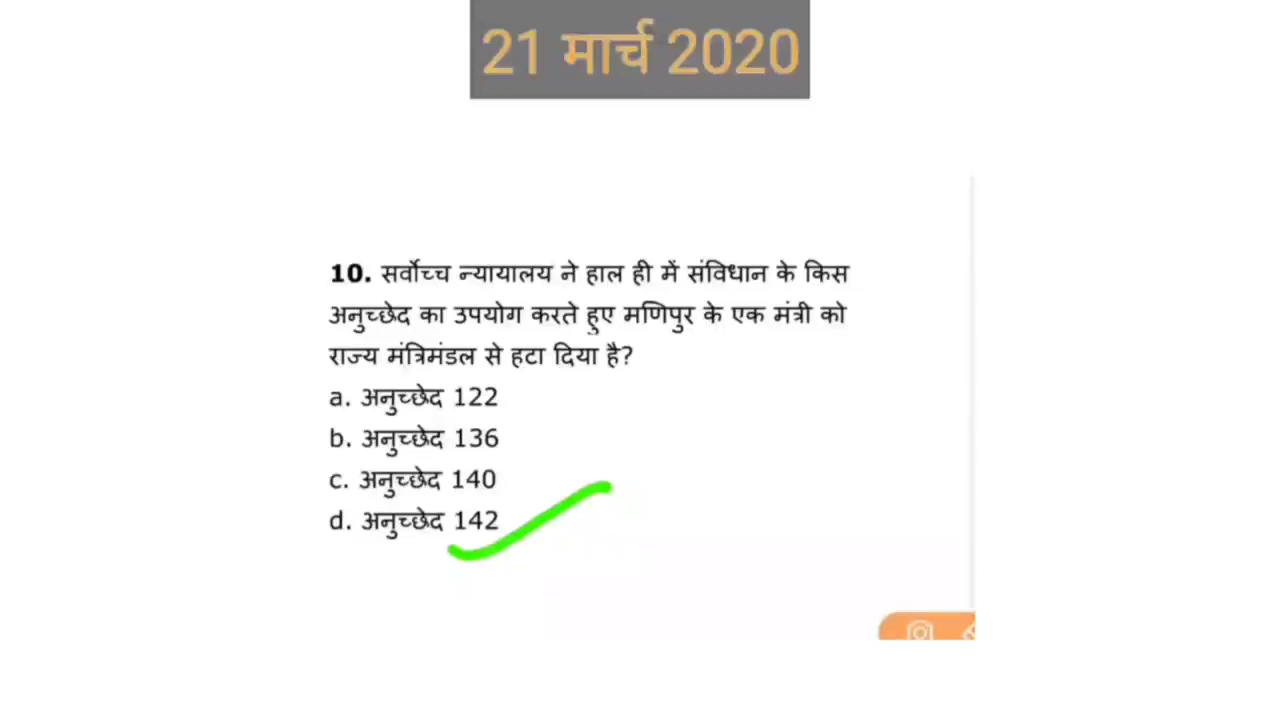 21 मार्च 2020
10. सर्वोच्च न्यायालय ने हाल ही में संविधान के किस
अनुच्छेद का उपयोग करते हुए मणिपुर के एक मंत्री को
राज्य मंत्रिमंडल से हटा दिया है?
a. अनुच्छेद 122
b. अनुच्छेद 136
c. अनुच्छेद 140
d. अनुच्छेद 142